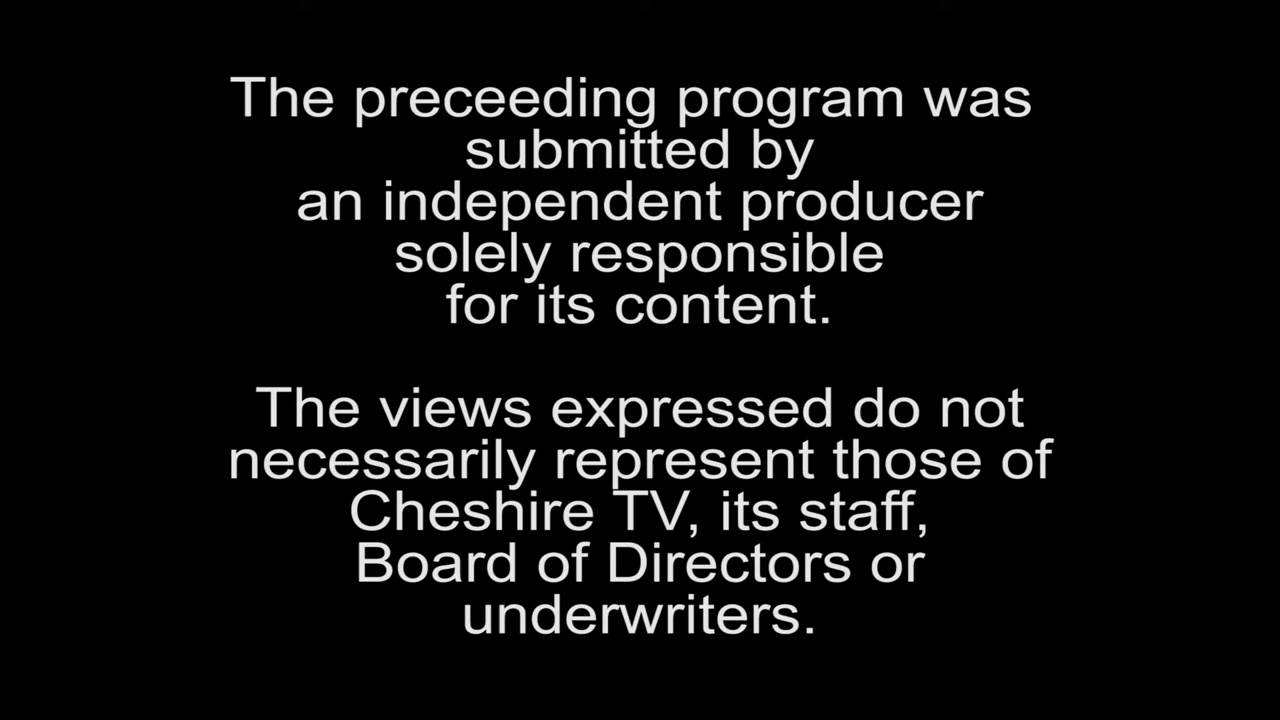 The preceeding program was
submitted by
an independent producer
solely responsible
for its content.
The views expressed do not
necessarily represent those of
Cheshire TV, its staff,
Board of Directors or
underwriters.